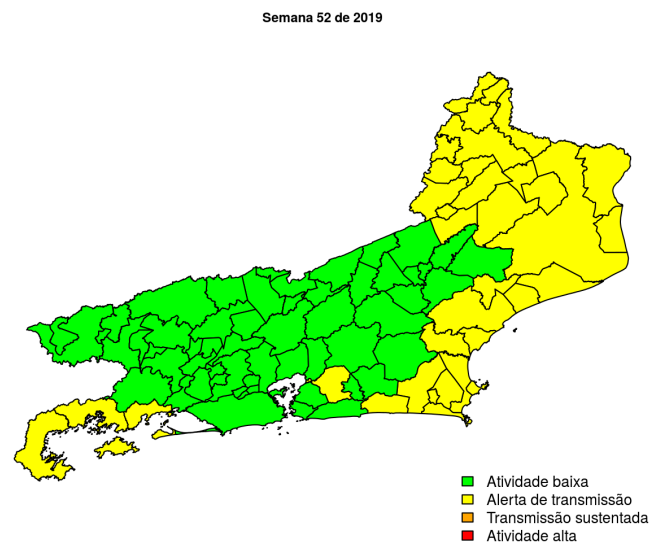 Semana 52 de 2019
Atividade baixa
Alerta de transmissão
Transmissão sustentada
Atividade alta